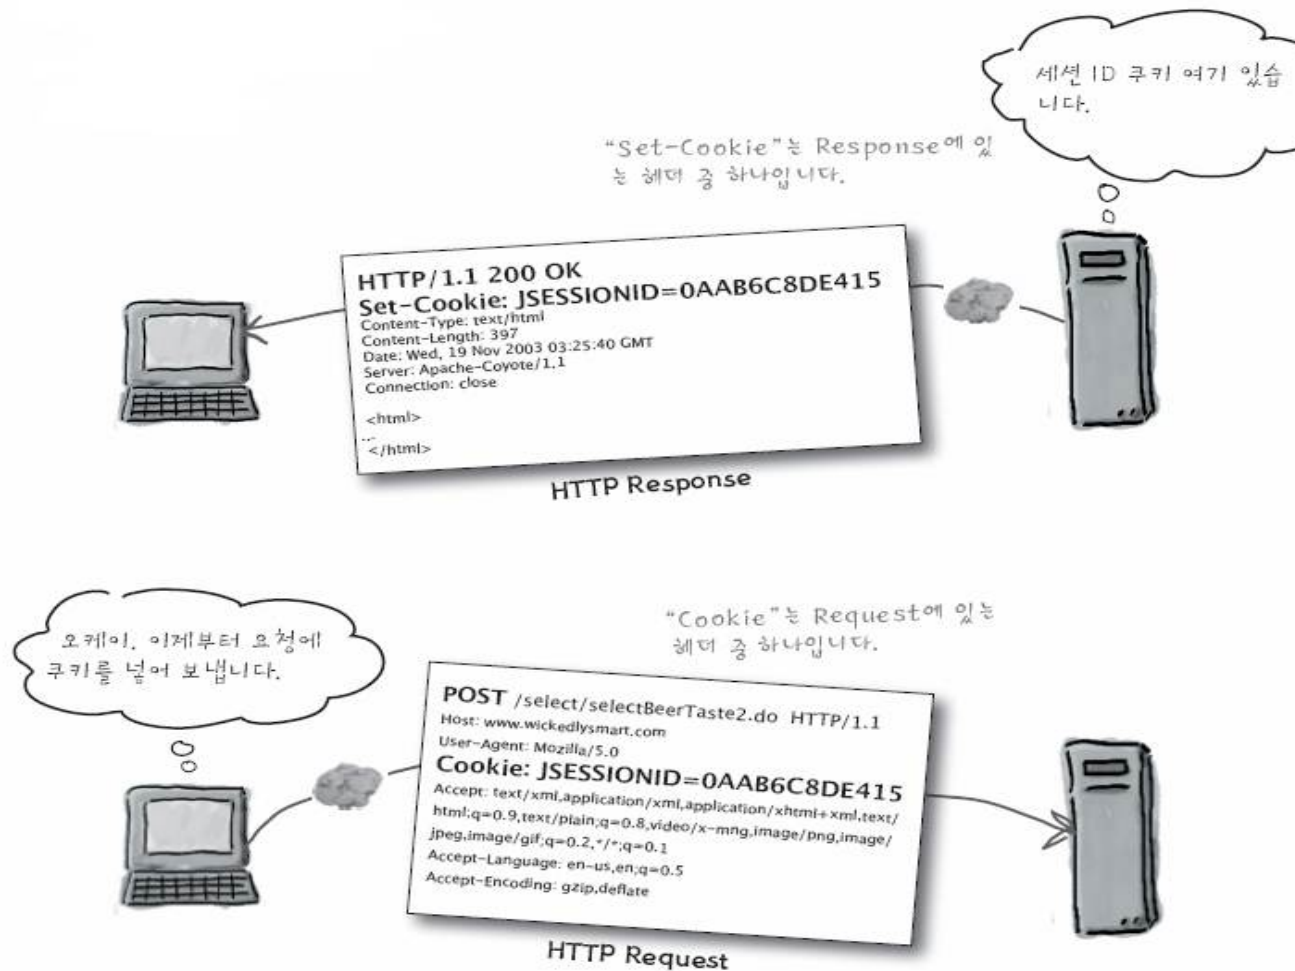 세션 ID 쿠키 여기 있습
니다.
"Set-Cookie"는 Response에 있
는 헤더 중 하나입니다.
HTTP/1.1 200 OK
Set-Cookie: JSESSIONID=0AAB6C8DE415
Content-Type: text/html
Content-Length: 397
Date: Wed, 19 Nov 2003 03:25:40 GMT
Server: Apache-Coyote/1.1
Connection: close
<html>
...
</html>
HTTP Response
오케이. 이제부터 요청에
쿠키를 넣어 보냅니다.
"Cookie"는 Request에 있는
헤더 중 하나입니다.
POST /select/selectBeerTaste2.do HTTP/1.1
Host: www.wickedlysmart.com
User-Agent: Mozilla/5.0
Cookie: JSESSIONID=0AAB6C8DE415
Accept: text/xml,application/xml,application/xhtml+xml,text/
html;q=0.9,text/plain;q=0.8,video/x-mng,image/png,image/
jpeg,image/gif;q=0.2,*/*;q=0.1
Accept-Language: en-us,en;q=0.5
Accept-Encoding: gzip,deflate
HTTP Request